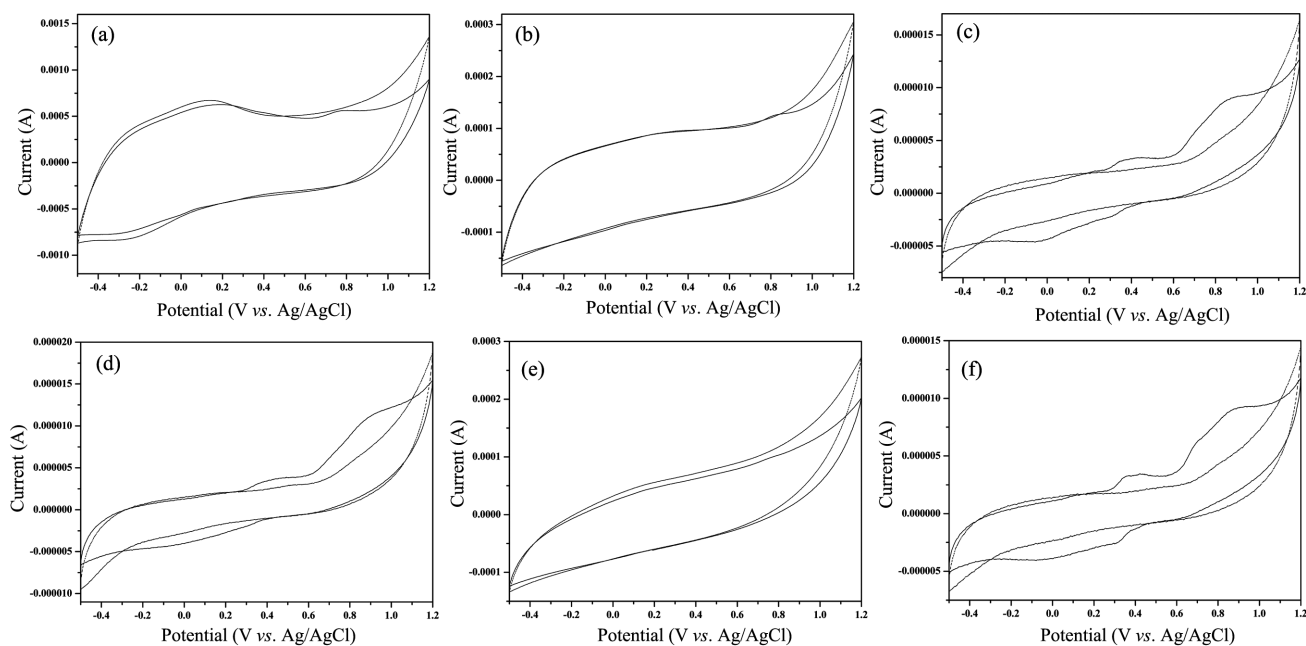 (a)
0.0015
0.0010
0.0005
0.0000
-0.0005
-0.0010
Current (A)
-0.4 -0.2 0.0 0.2 0.4 0.6 0.8 1.0 1.2
Potential (V vs. Ag/AgCl)
(b)
0.0003
0.0002
0.0001
0.0000
-0.0001
Current (A)
-0.4 -0.2 0.0 0.2 0.4 0.6 0.8 1.0 1.2
Potential (V vs. Ag/AgCl)
(c)
0.000015
0.000010
0.000005
0.000000
-0.000005
Current (A)
-0.4 -0.2 0.0 0.2 0.4 0.6 0.8 1.0 1.2
Potential (V vs. Ag/AgCl)
(d)
0.000020
0.000015
0.000010
0.000005
0.000000
-0.000005
-0.000010
Current (A)
-0.4 -0.2 0.0 0.2 0.4 0.6 0.8 1.0 1.2
Potential (V vs. Ag/AgCl)
(e)
0.0003
0.0002
0.0001
0.0000
-0.0001
Current (A)
-0.4 -0.2 0.0 0.2 0.4 0.6 0.8 1.0 1.2
Potential (V vs. Ag/AgCl)
(f)
0.000015
0.000010
0.000005
0.000000
-0.000005
Current (A)
-0.4 -0.2 0.0 0.2 0.4 0.6 0.8 1.0 1.2
Potential (V vs. Ag/AgCl)